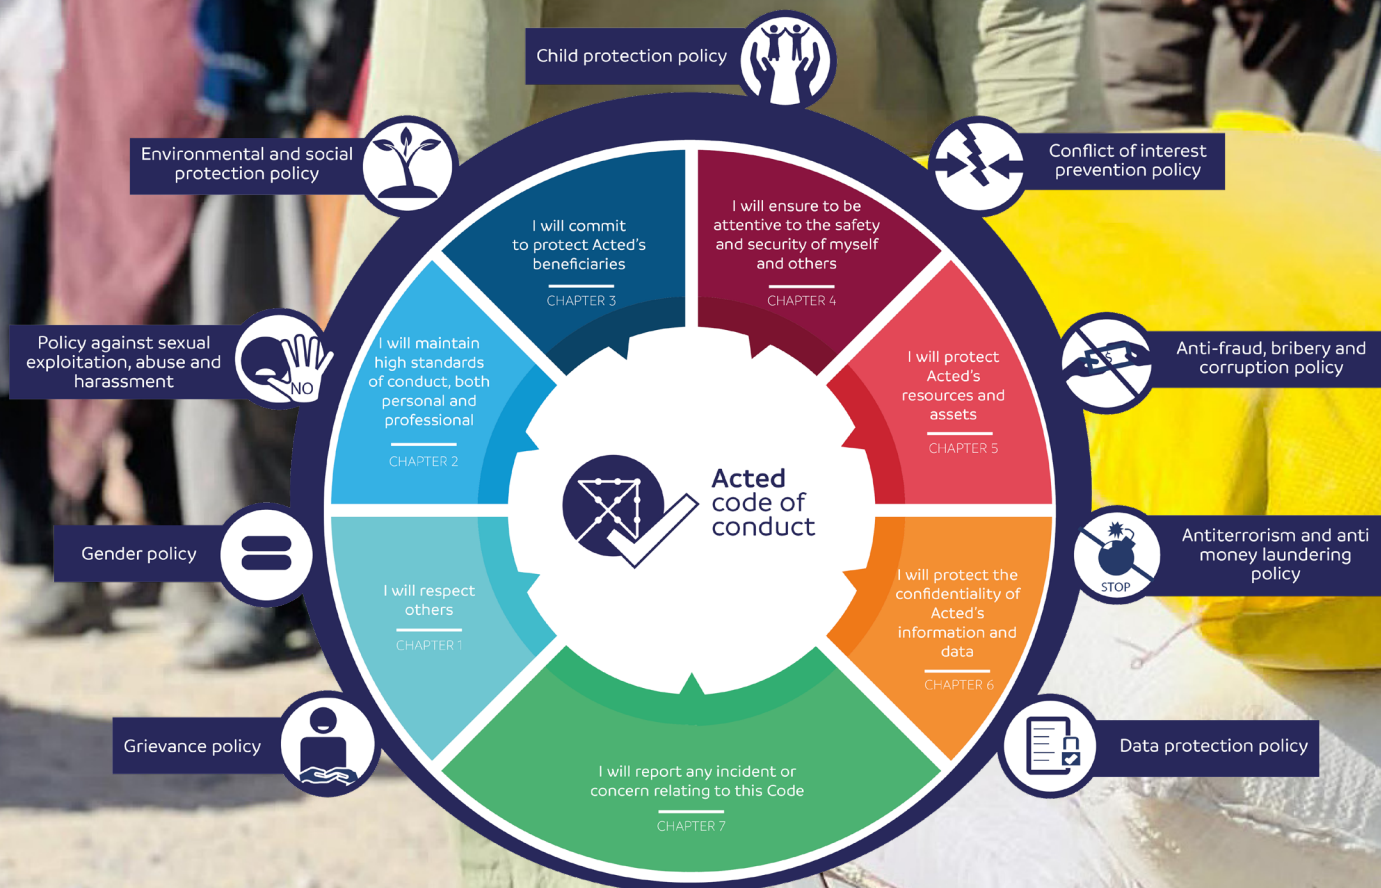 Child protection policy
Environmental and social
protection policy
Conflict of interest
prevention policy
I will commit
to protect Acted's
beneficiaries
CHAPTER 3
I will ensure to be
attentive to the safety
and security of myself
and others
CHAPTER 4
Policy against sexual
exploitation, abuse and
harassment
NO
I will maintain
high standards
of conduct, both
personal and
professional
CHAPTER 2
I will protect
Acted's
resources and
assets
CHAPTER 5
$
Anti-fraud, bribery and
corruption policy
Acted
code of
conduct
Gender policy
I will respect
others
CHAPTER 1
I will protect the
confidentiality of
Acted's
information and
data
CHAPTER 6
STOP
Antiterrorism and anti
money laundering
policy
Grievance policy
I will report any incident or
concern relating to this Code
CHAPTER 7
Data protection policy